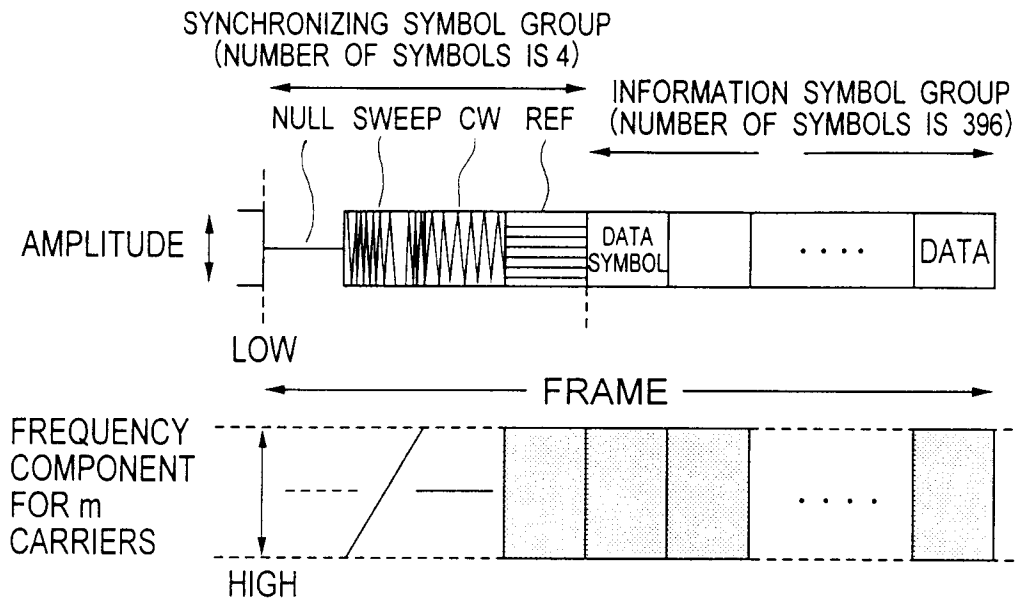 SYNCHRONIZING SYMBOL GROUP
(NUMBER OF SYMBOLS IS 4)
NULL SWEEP CW REF
INFORMATION SYMBOL GROUP
(NUMBER OF SYMBOLS IS 396)
AMPLITUDE
DATA
SYMBOL
. . . .
DATA
LOW
FRAME
FREQUENCY
COMPONENT
FOR m
CARRIERS
. . . .
HIGH